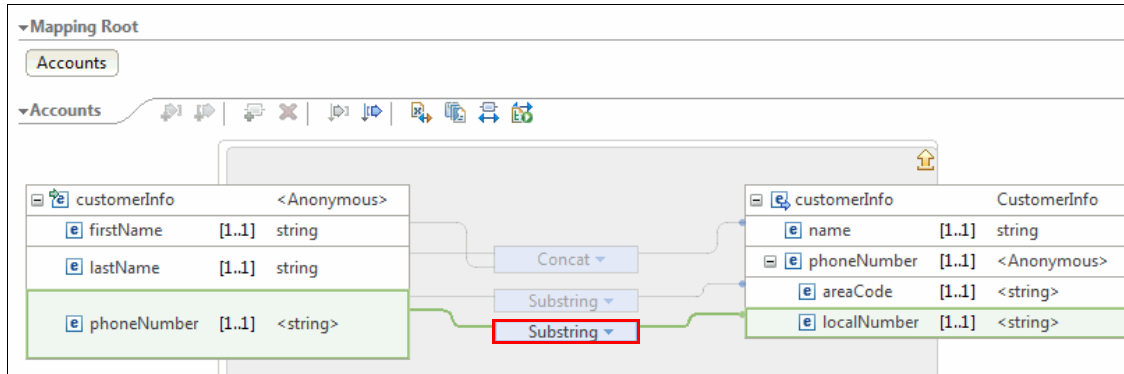 Mapping Root
Accounts
Accounts
customerInfo <Anonymous>
firstName [1..1] string
lastName [1..1] string
phoneNumber [1..1] <string>
Concat
Substring
Substring
customerInfo CustomerInfo
name [1..1] string
phoneNumber [1..1] <Anonymous>
areaCode [1..1] <string>
localNumber [1..1] <string>